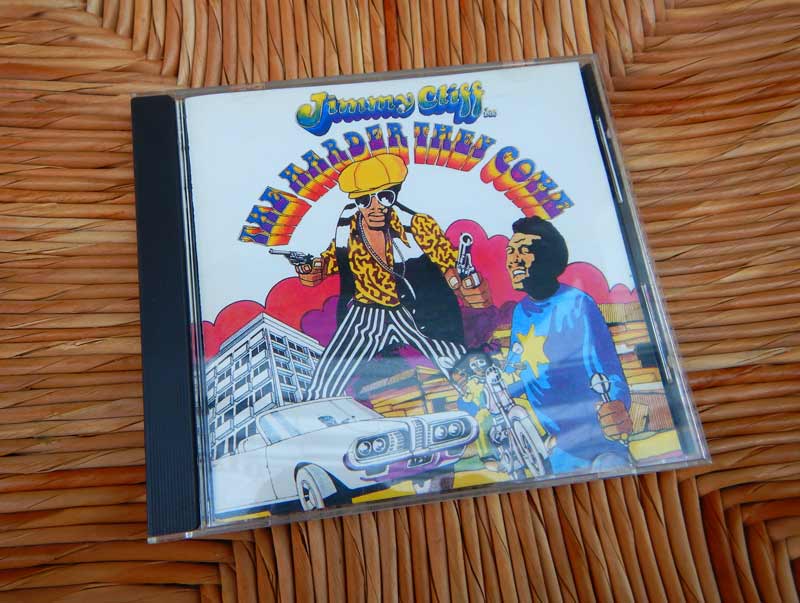 Jimmy Cliff in
THE HARDER THEY COME